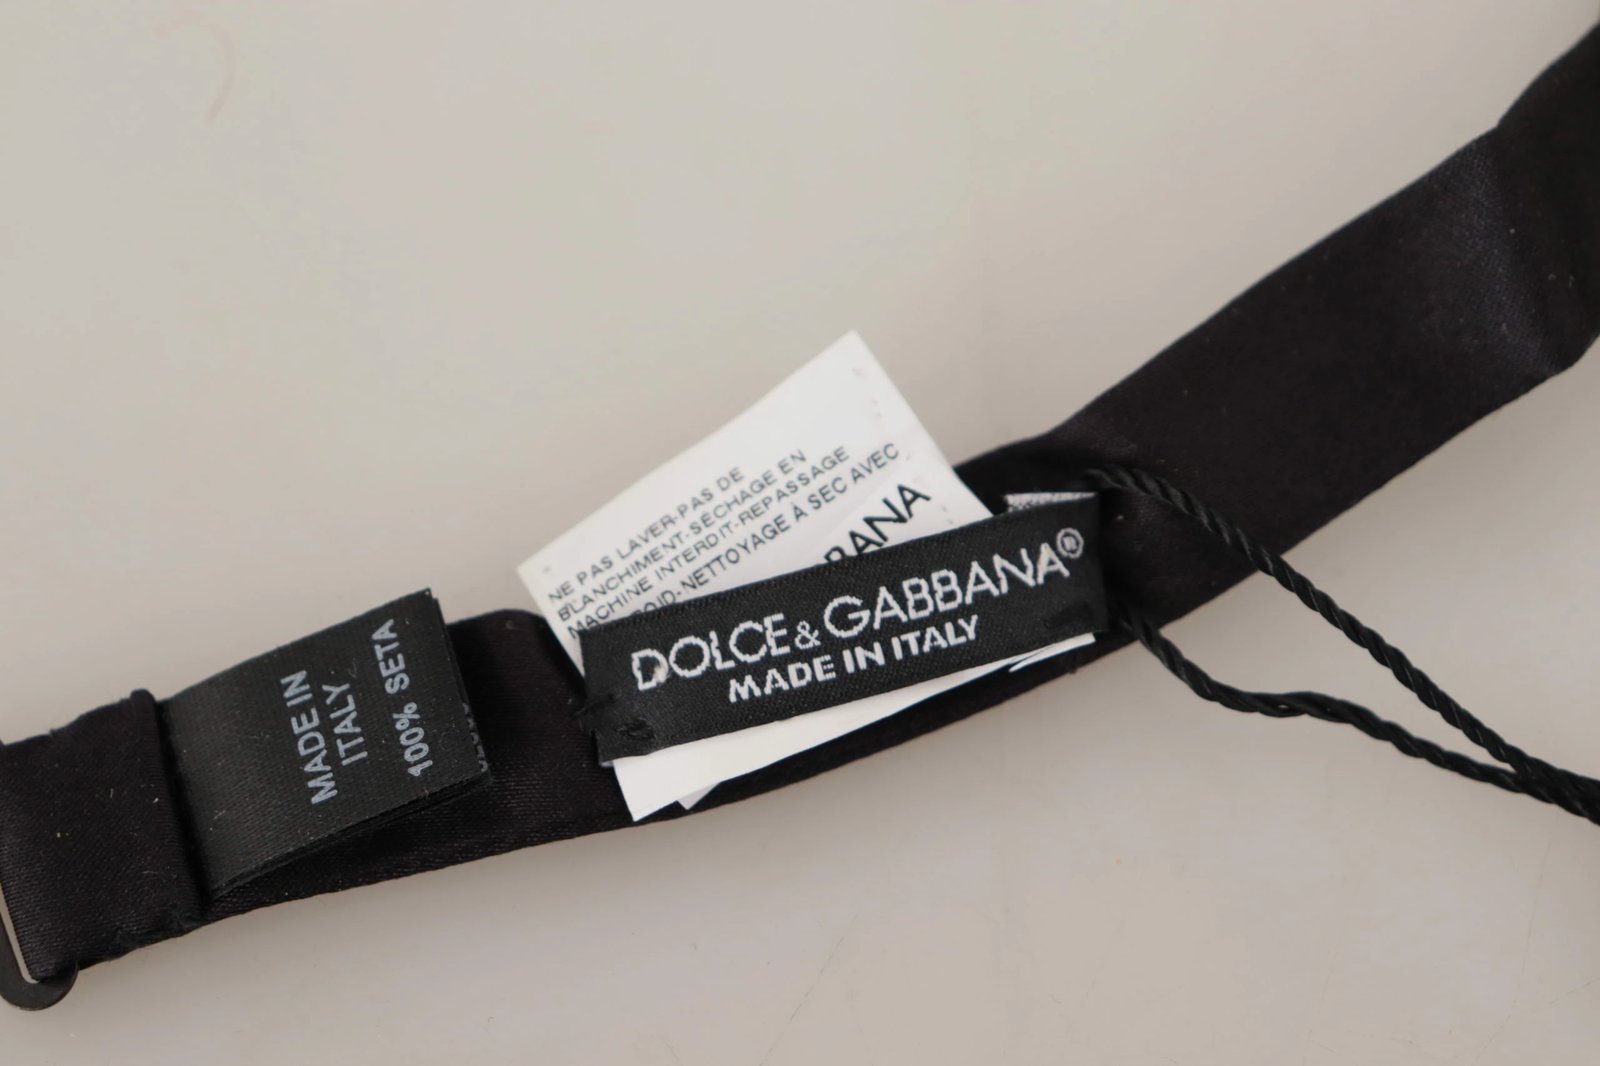 MADE IN
ITALY
100% SETA
NE PAS LAVER-PAS DE
BLANCHIMENT-SÉCHAGE EN
MACHINE INTERDIT-REPASSAGE
OID-NETTOYAGE À SEC AVEC
BANA
DOLCE & GABBANA®
MADE IN ITALY